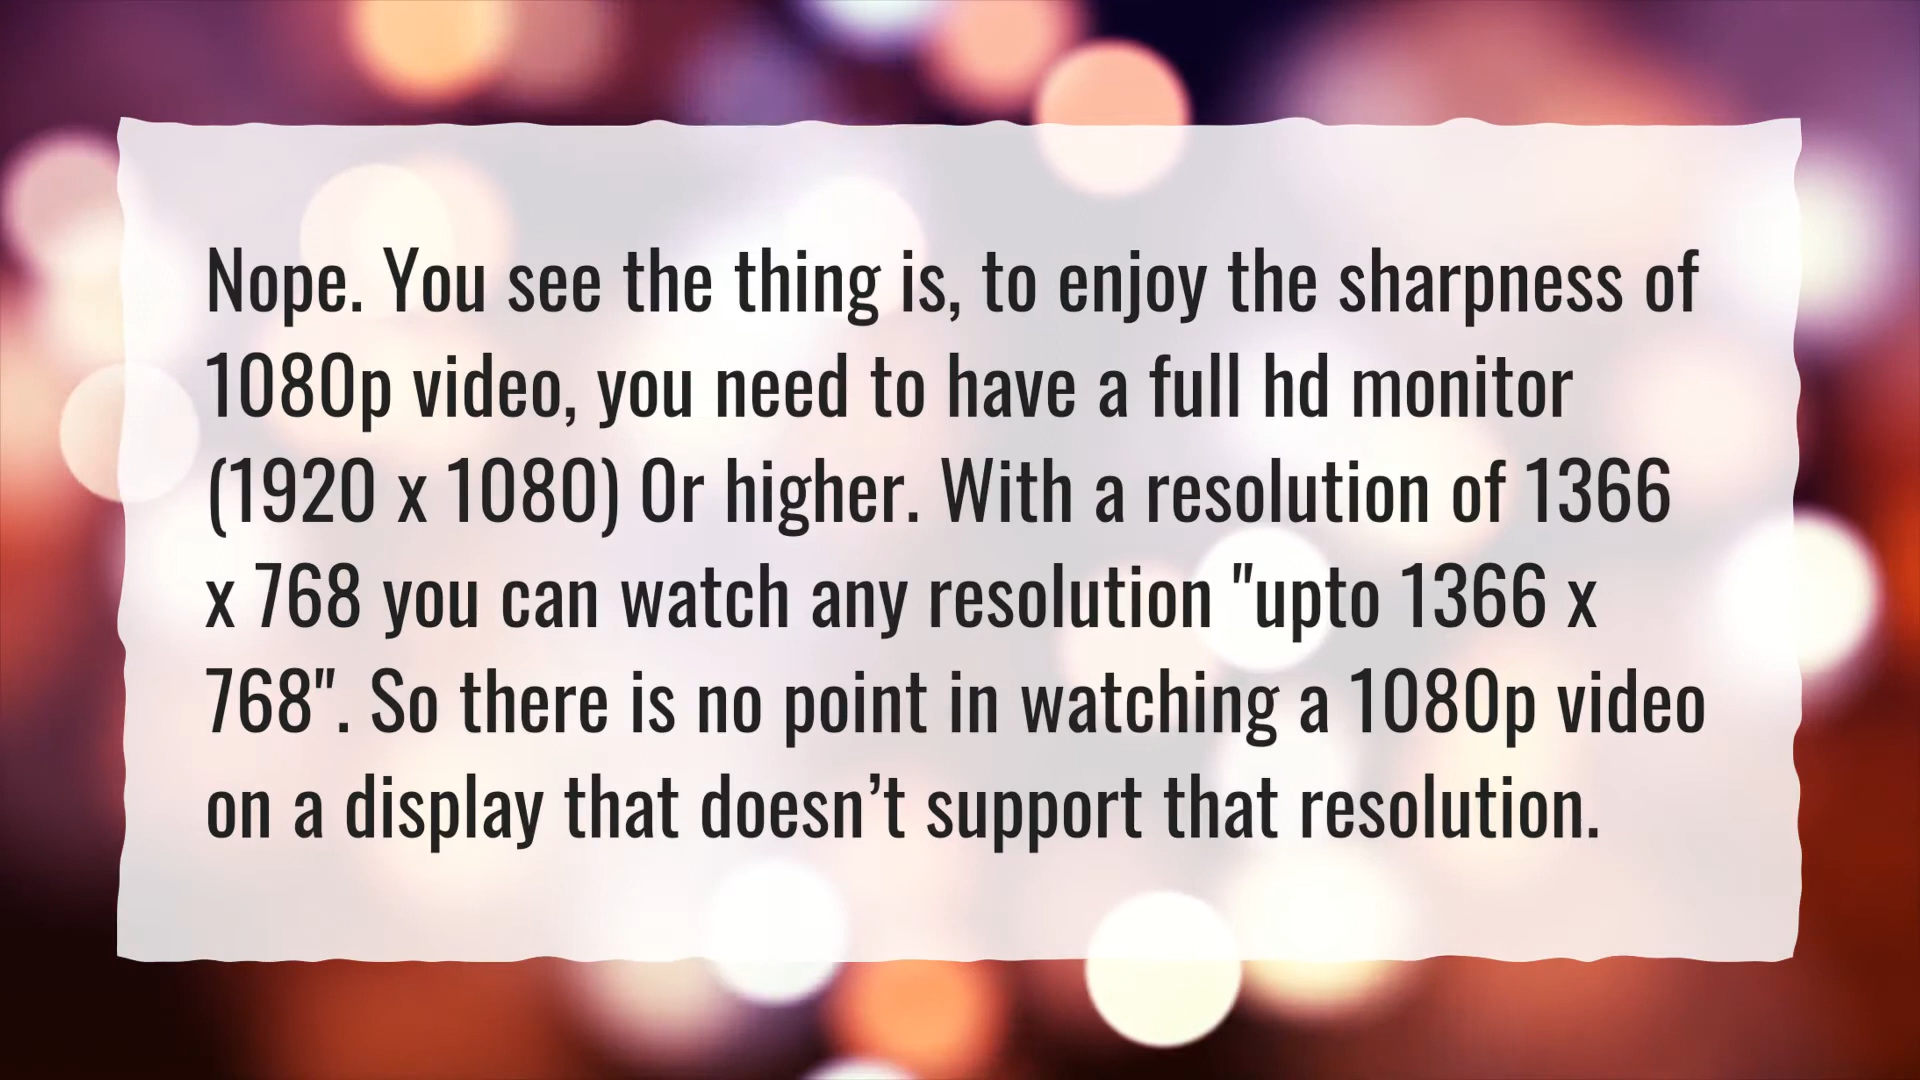 Nope. You see the thing is, to enjoy the sharpness of
1080p video, you need to have a full hd monitor
(1920 x 1080) Or higher. With a resolution of 1366
x 768 you can watch any resolution "upto 1366 x
768". So there is no point in watching a 1080p video
on a display that doesn’t support that resolution.